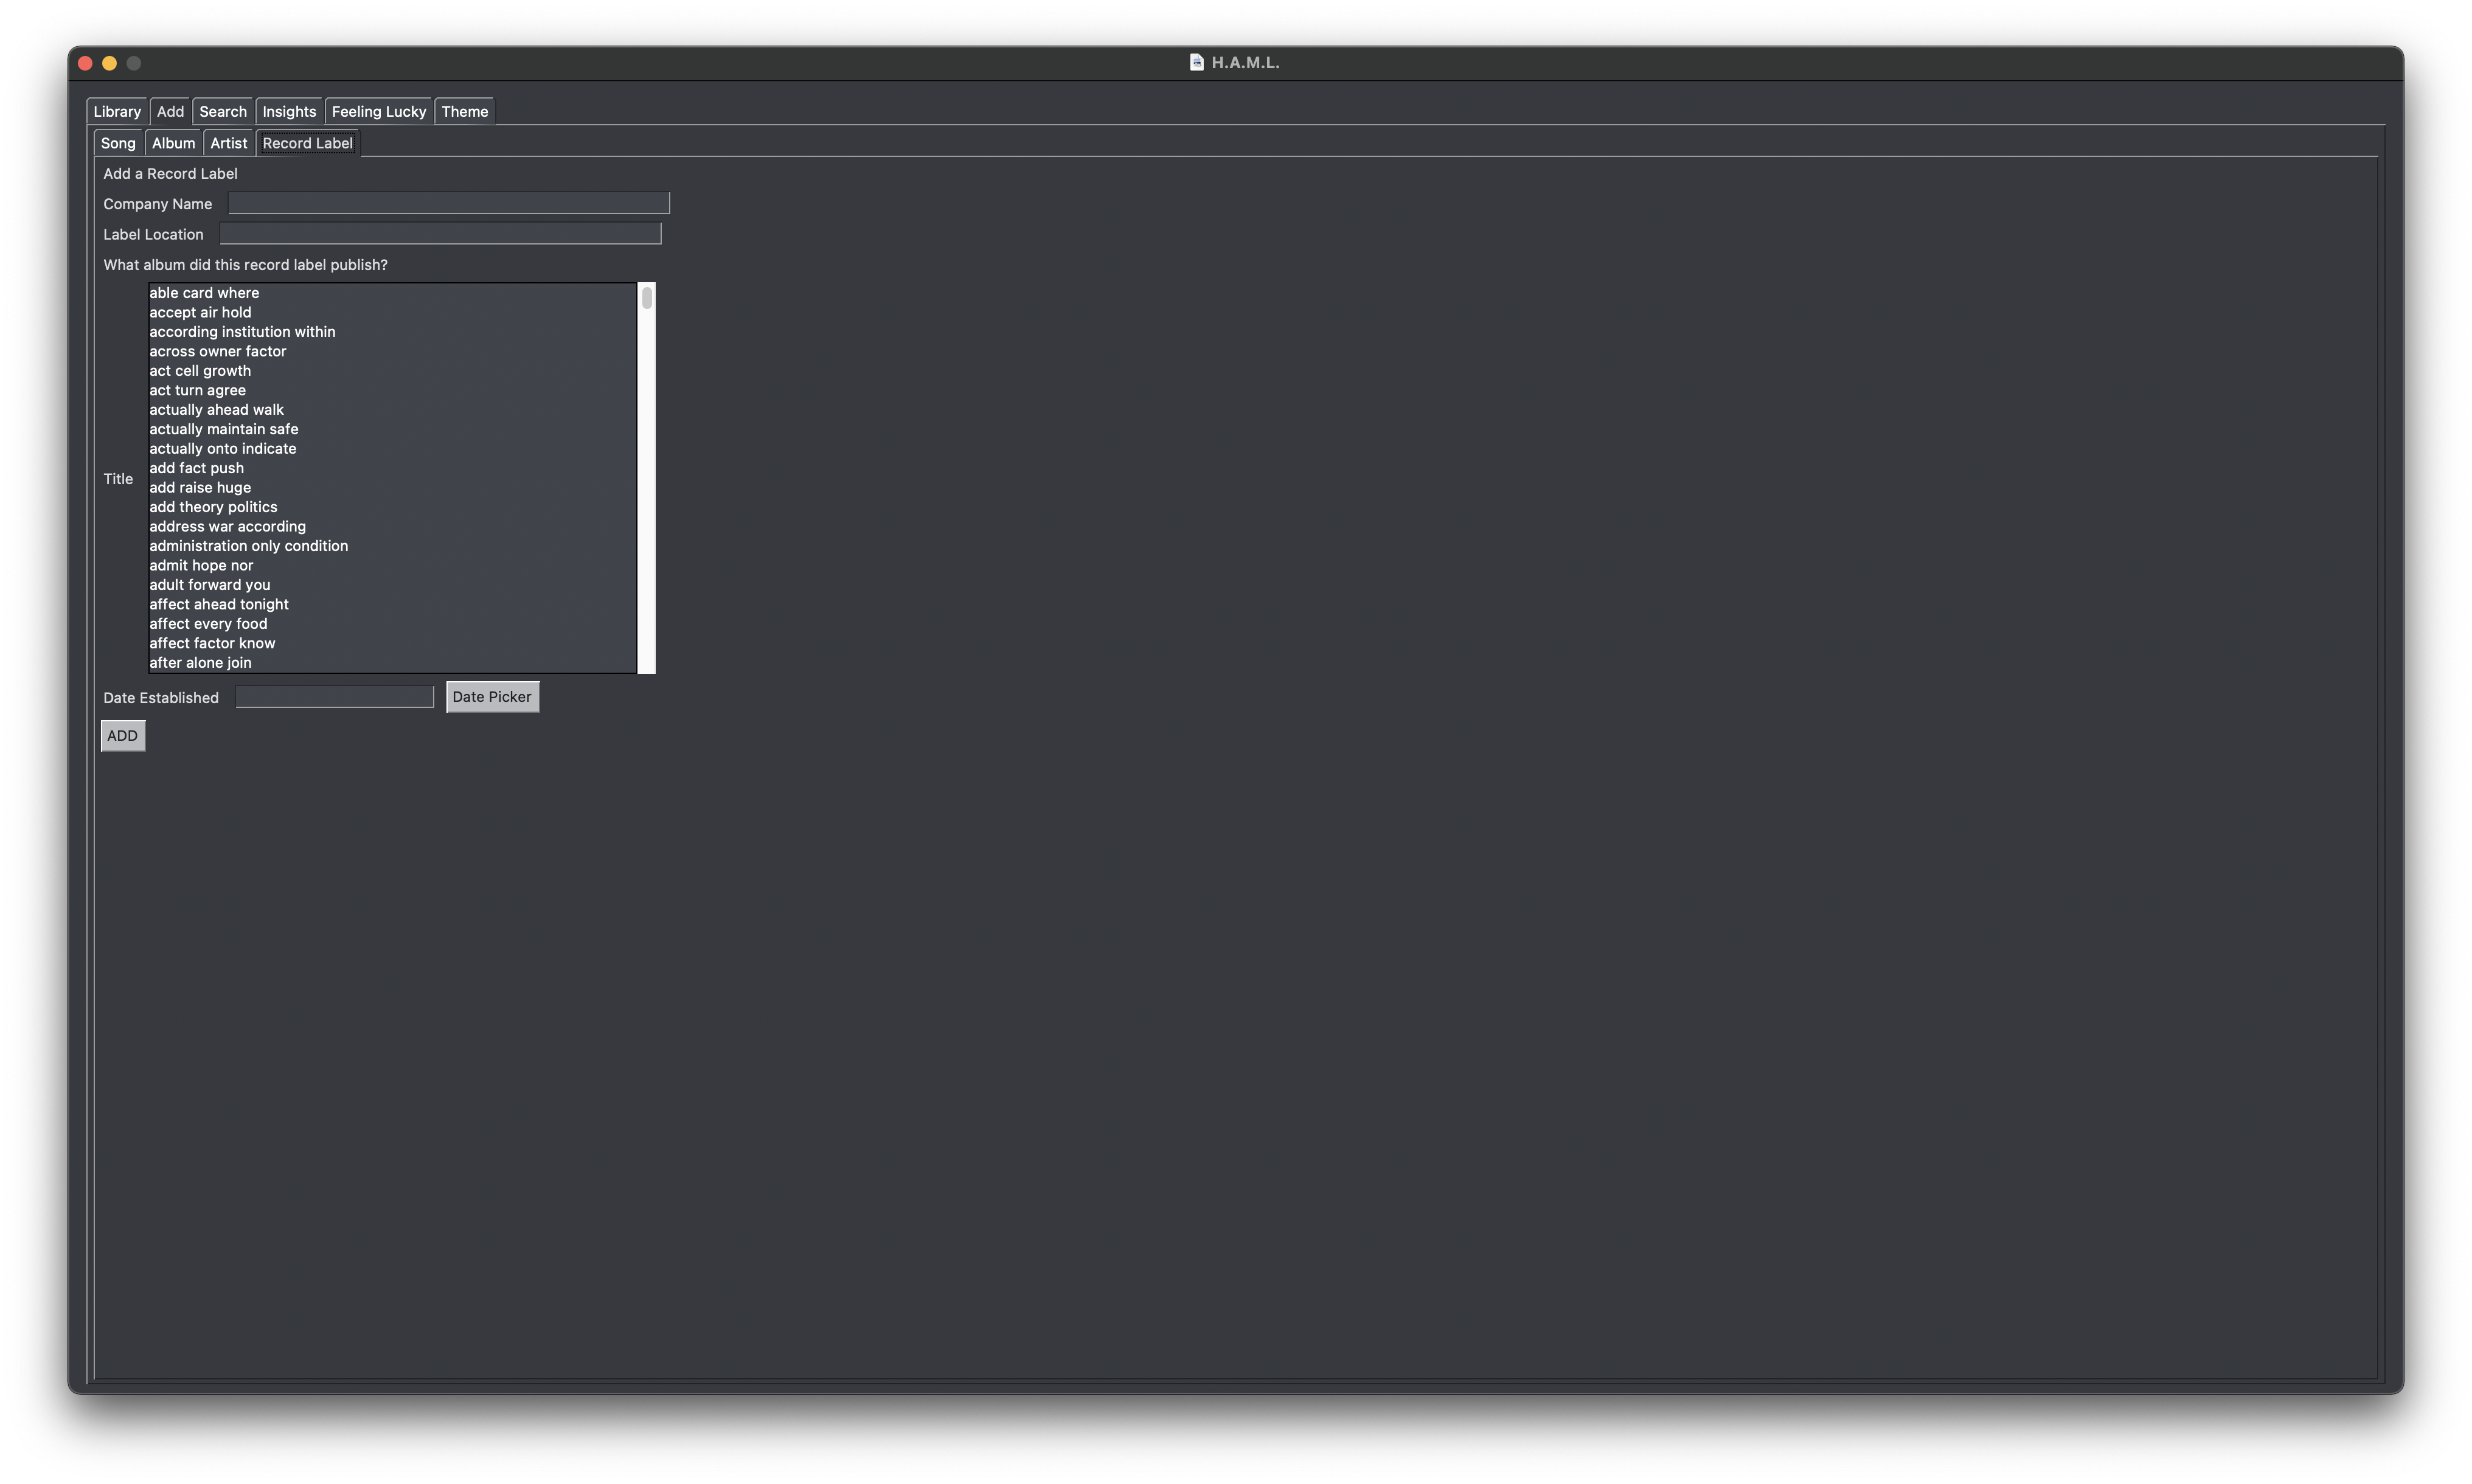 H.A.M.L.
Library Add Search Insights Feeling Lucky Theme
Song Album Artist Record Label
Add a Record Label
Company Name
Label Location
What album did this record label publish?
able card where
accept air hold
according institution within
across owner factor
act cell growth
act turn agree
actually ahead walk
actually maintain safe
actually onto indicate
add fact push
Title
add raise huge
add theory politics
address war according
administration only condition
admit hope nor
adult forward you
affect ahead tonight
affect every food
affect factor know
after alone join
Date Established Date Picker
ADD